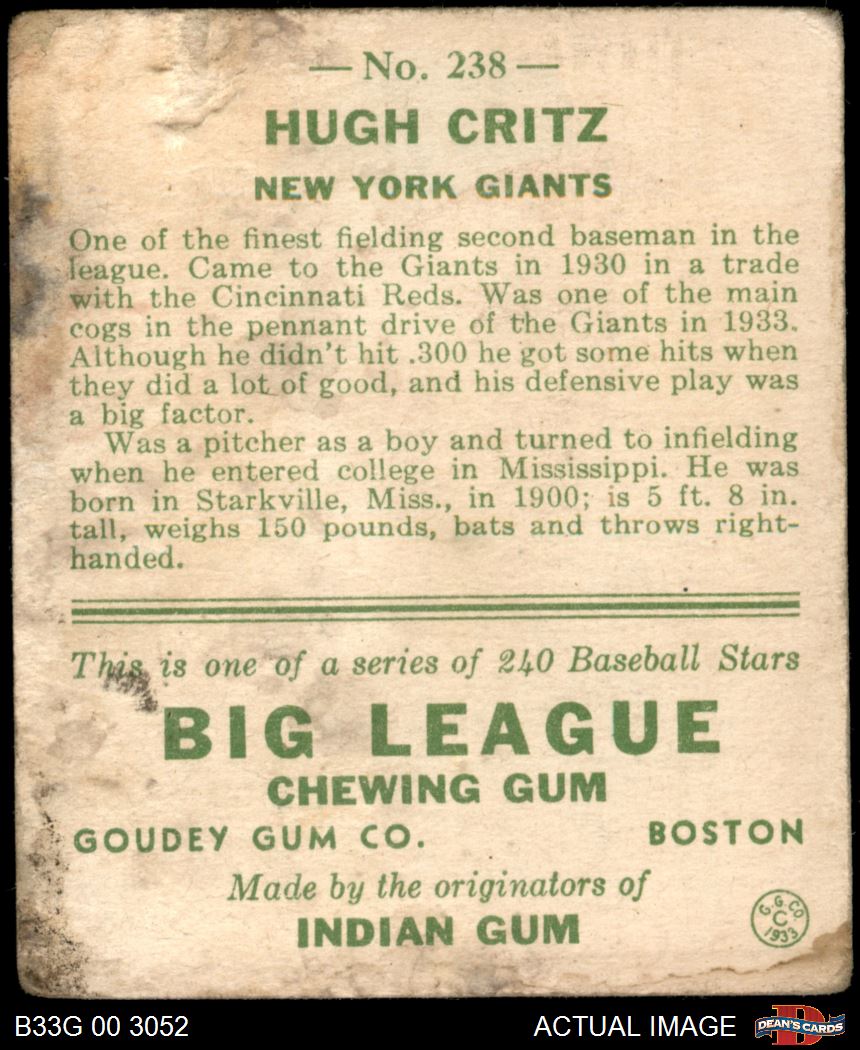 — No. 238 —
HUGH CRITZ
NEW YORK GIANTS
One of the finest fielding second baseman in the
league. Came to the Giants in 1930 in a trade
with the Cincinnati Reds. Was one of the main
cogs in the pennant drive of the Giants in 1933.
Although he didn't hit .300 he got some hits when
they did a lot of good, and his defensive play was
a big factor.
Was a pitcher as a boy and turned to infielding
when he entered college in Mississippi. He was
born in Starkville, Miss., in 1900; is 5 ft. 8 in.
tall, weighs 150 pounds, bats and throws right-
handed.
This is one of a series of 240 Baseball Stars
BIG LEAGUE
CHEWING GUM
GOUDEY GUM CO. BOSTON
Made by the originators of
INDIAN GUM
G.G.CO
C
1933
B33G 00 3052 ACTUAL IMAGE D DEAN'S CARDS